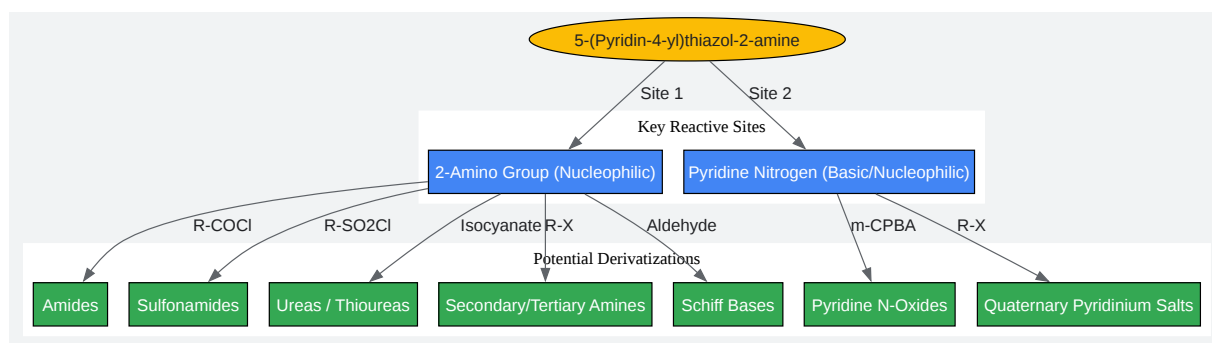 5-(Pyridin-4-yl)thiazol-2-amine
Site 1
Site 2
Key Reactive Sites
2-Amino Group (Nucleophilic)
Pyridine Nitrogen (Basic/Nucleophilic)
R-COCl
R-SO2Cl
Isocyanate
R-X
Aldehyde
m-CPBA
R-X
Potential Derivatizations
Amides
Sulfonamides
Ureas / Thioureas
Secondary/Tertiary Amines
Schiff Bases
Pyridine N-Oxides
Quaternary Pyridinium Salts